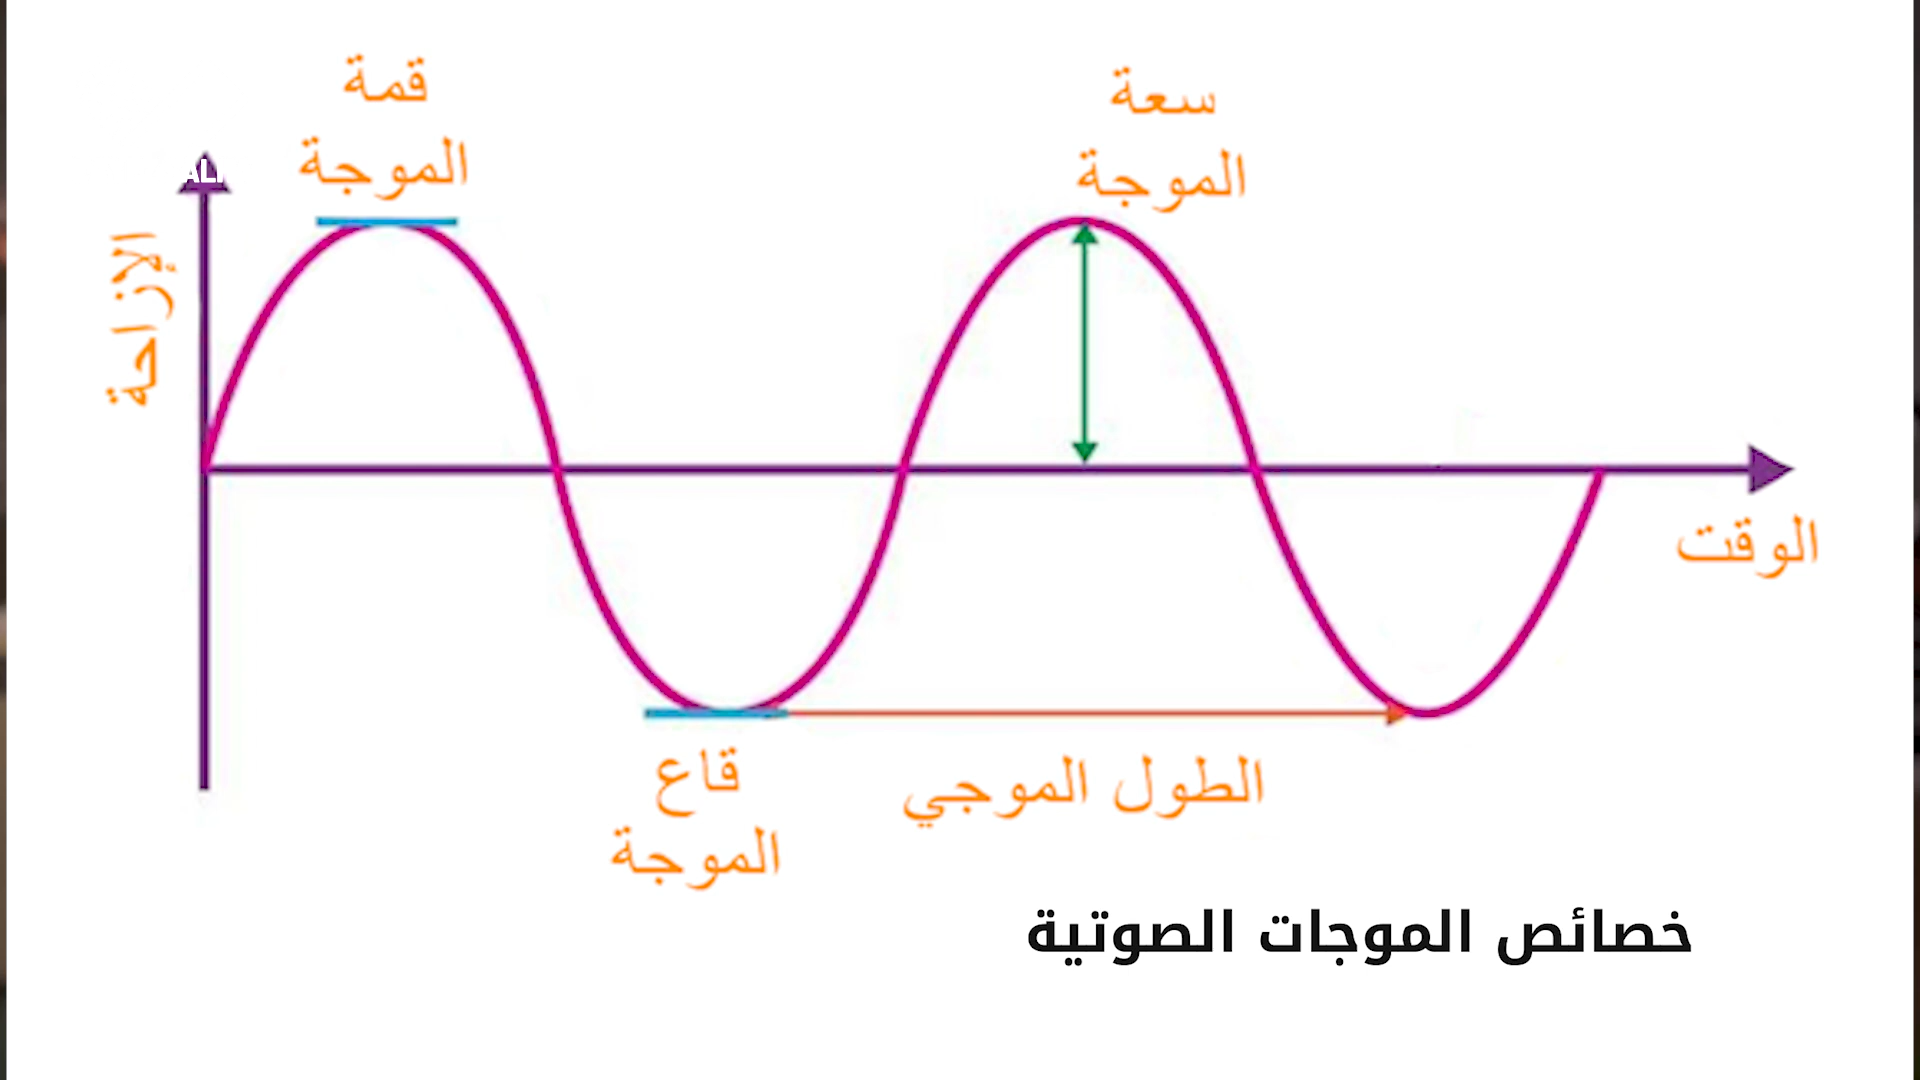 قمة
الموجة
سعة
الموجة
الإزاحة
الوقت
قاع
الموجة
الطول الموجي
خصائص الموجات الصوتية